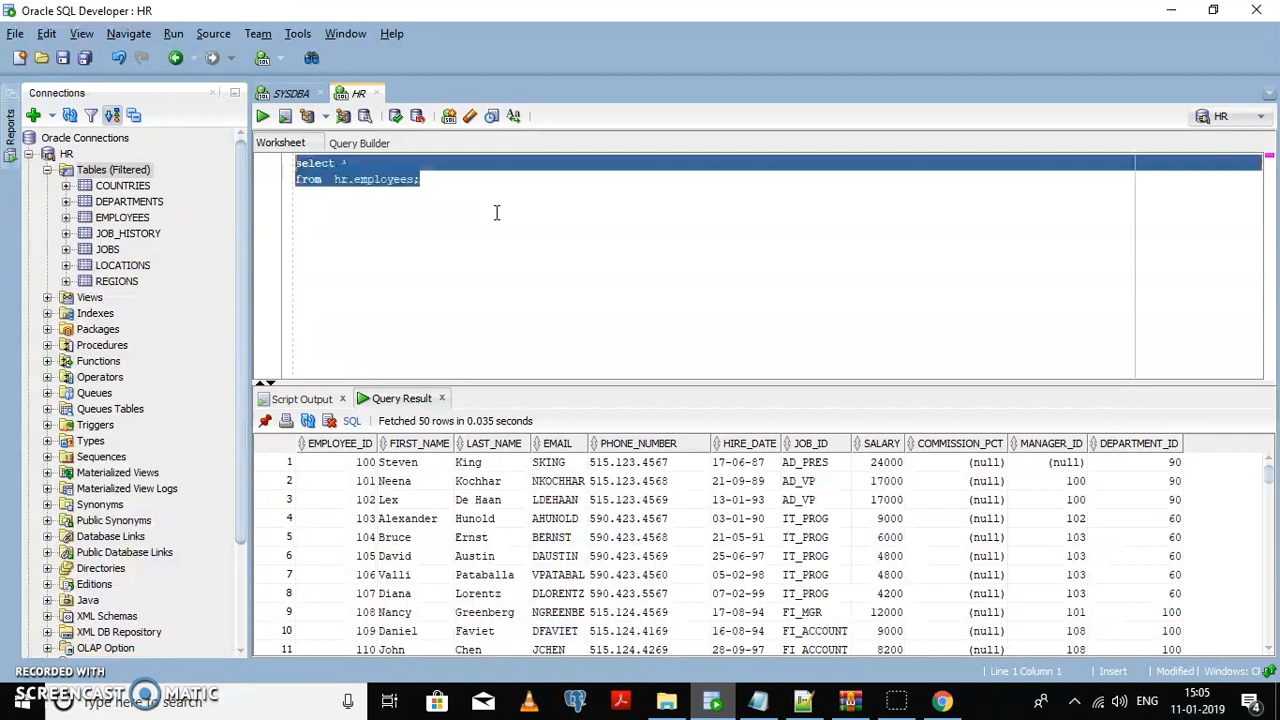 Oracle SQL Developer : HR
File Edit View Navigate Run Source Team Tools Window Help
Connections
Reports
Oracle Connections
HR
Tables (Filtered)
COUNTRIES
DEPARTMENTS
EMPLOYEES
JOB_HISTORY
JOBS
LOCATIONS
REGIONS
Views
Indexes
Packages
Procedures
Functions
Operators
Queues
Queues Tables
Triggers
Types
Sequences
Materialized Views
Materialized View Logs
Synonyms
Public Synonyms
Database Links
Public Database Links
Directories
Editions
Java
XML Schemas
XML DB Repository
OBLAP Option
SYSDBA HR
SQL SQL
HR
Worksheet Query Builder
select *
from hr.employees;
Script Output Query Result
SQL Fetched 50 rows in 0.035 seconds
EMPLOYEE_ID FIRST_NAME LAST_NAME EMAIL PHONE_NUMBER HIRE_DATE JOB_ID SALARY COMMISSION_PCT MANAGER_ID DEPARTMENT_ID
1 100 Steven King SKING 515.123.4567 17-06-87 AD_PRES 24000 (null) (null) 90
2 101 Neena Kochhar NKOCHHAR 515.123.4568 21-09-89 AD_VP 17000 (null) 100 90
3 102 Lex De Haan LDEHAAN 515.123.4569 13-01-93 AD_VP 17000 (null) 100 90
4 103 Alexander Hunold AHUNOLD 590.423.4567 03-01-90 IT_PROG 9000 (null) 102 60
5 104 Bruce Ernst BERNST 590.423.4568 21-05-91 IT_PROG 6000 (null) 103 60
6 105 David Austin DAUSTIN 590.423.4569 25-06-97 IT_PROG 4800 (null) 103 60
7 106 Valli Pataballa VPATABAL 590.423.4560 05-02-98 IT_PROG 4800 (null) 103 60
8 107 Diana Lorentz DLORENTZ 590.423.5567 07-02-99 IT_PROG 4200 (null) 103 60
9 108 Nancy Greenberg NGREENBE 515.124.4569 17-08-94 FI_MGR 12000 (null) 101 100
10 109 Daniel Faviet DFAVIET 515.124.4169 16-08-94 FI_ACCOUNT 9000 (null) 108 100
11 110 John Chen JCHEN 515.124.4269 28-09-97 FI_ACCOUNT 8200 (null) 108 100
Line 1 Column 1 Insert Modified Windows: C
RECORDED WITH
SCREENCAST MATIC
Type here to search
ENG
15:05
11-01-2019
4